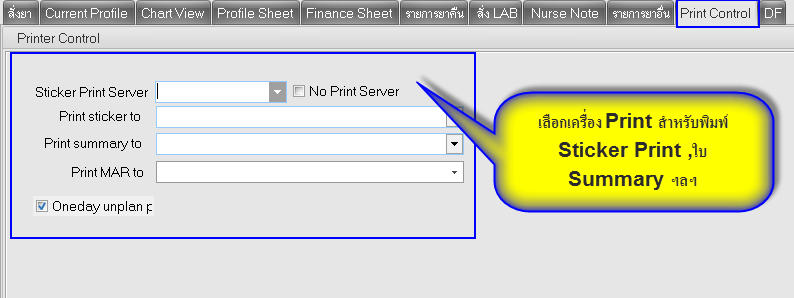 สั่งยา Current Profile Chart View Profile Sheet Finance Sheet รายการยาคืน สั่ง LAB Nurse Note รายการยาอื่น Print Control DF
Printer Control
Sticker Print Server No Print Server
Print sticker to
Print summary to
Print MAR to
Oneday unplan p
เลือกเครื่อง Print สำหรับพิมพ์
Sticker Print ,ใบ
Summary ฯลฯ